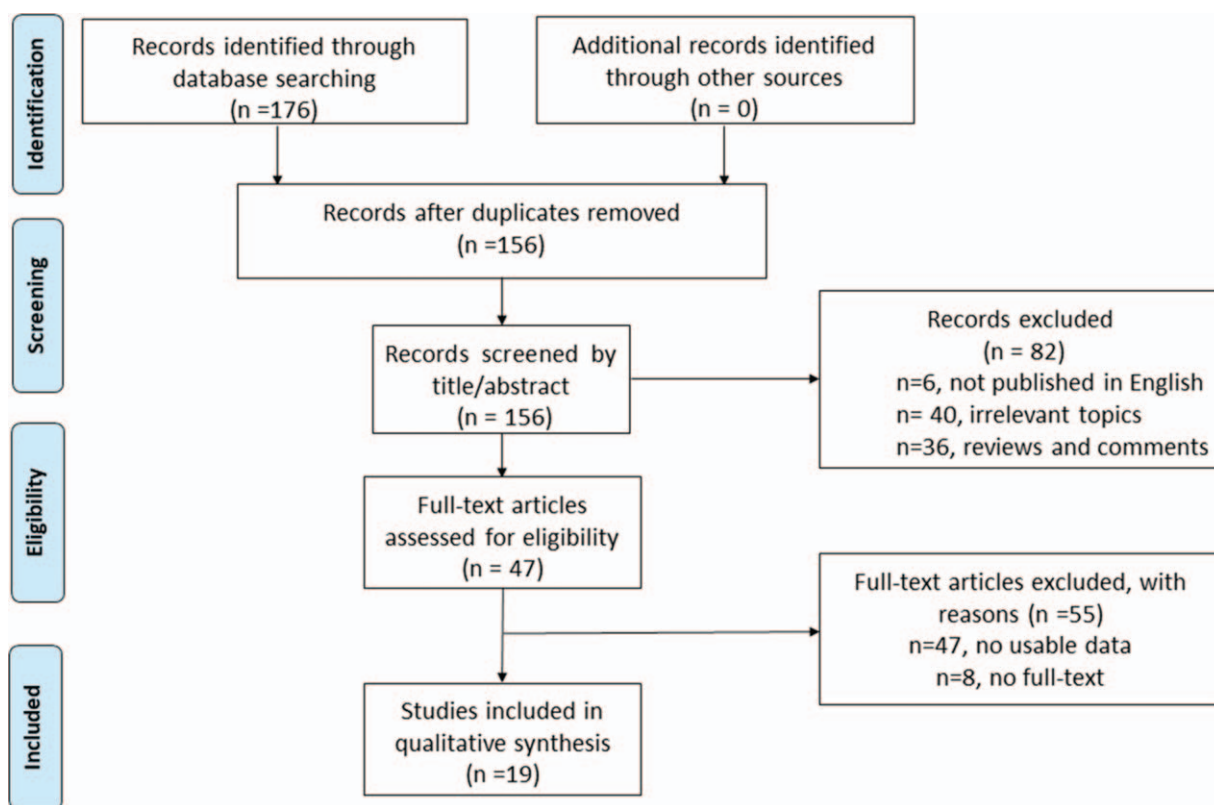 Identification
Records identified through
database searching
(n =176)
Additional records identified
through other sources
(n = 0)
Records after duplicates removed
(n =156)
Screening
Records screened by
title/abstract
(n = 156)
Records excluded
(n = 82)
n=6, not published in English
n= 40, irrelevant topics
n=36, reviews and comments
Eligibility
Full-text articles
assessed for eligibility
(n = 47)
Full-text articles excluded, with
reasons (n =55)
n=47, no usable data
n=8, no full-text
Included
Studies included in
qualitative synthesis
(n =19)